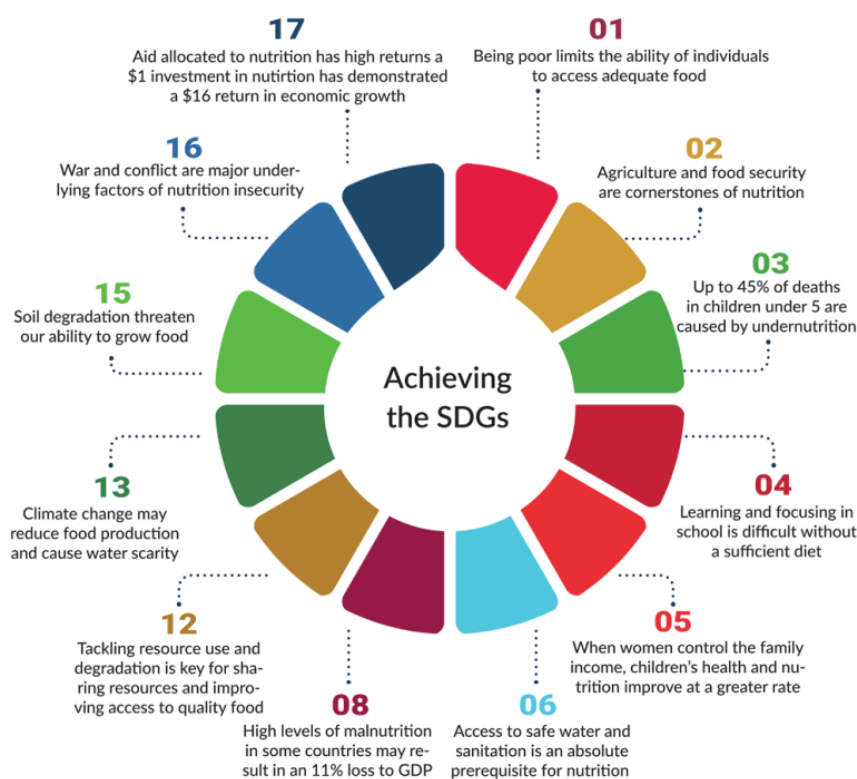 17
Aid allocated to nutrition has high returns a
$1 investment in nutirtion has demonstrated
a $16 return in economic growth
01
Being poor limits the ability of individuals
to access adequate food
16
War and conflict are major under-
lying factors of nutrition insecurity
02
Agriculture and food security
are cornerstones of nutrition
03
Up to 45% of deaths
in children under 5 are
caused by undernutrition
15
Soil degradation threaten
our ability to grow food
Achieving
the SDGs
04
Learning and focusing in
school is difficult without
a sufficient diet
13
Climate change may
reduce food production
and cause water scarity
05
When women control the family
income, children's health and nu-
trition improve at a greater rate
12
Tackling resource use and
degradation is key for sha-
ring resources and impro-
ving access to quality food
08
High levels of malnutrition
in some countries may re-
sult in an 11% loss to GDP
06
Access to safe water and
sanitation is an absolute
prerequisite for nutrition